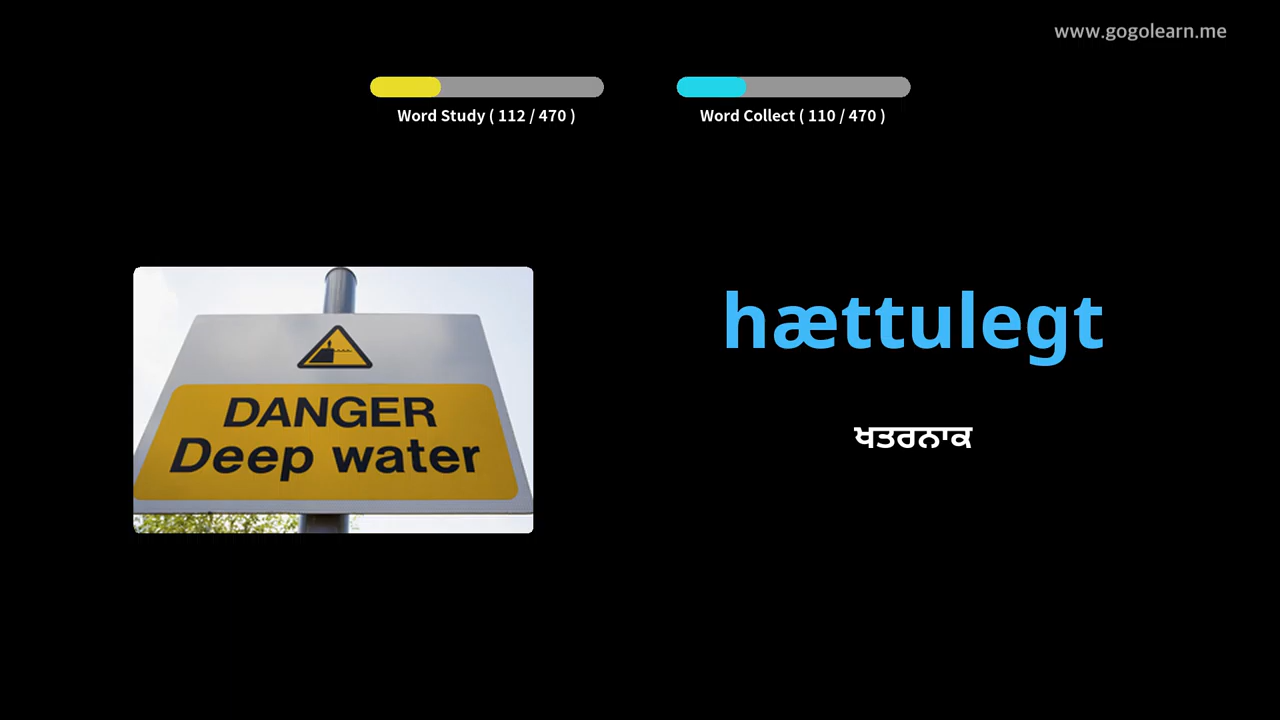 www.gogolearn.me
Word Study ( 112 / 470 )
Word Collect ( 110 / 470 )
DANGER
Deep water
hættulegt
ਖਤਰਨਾਕ